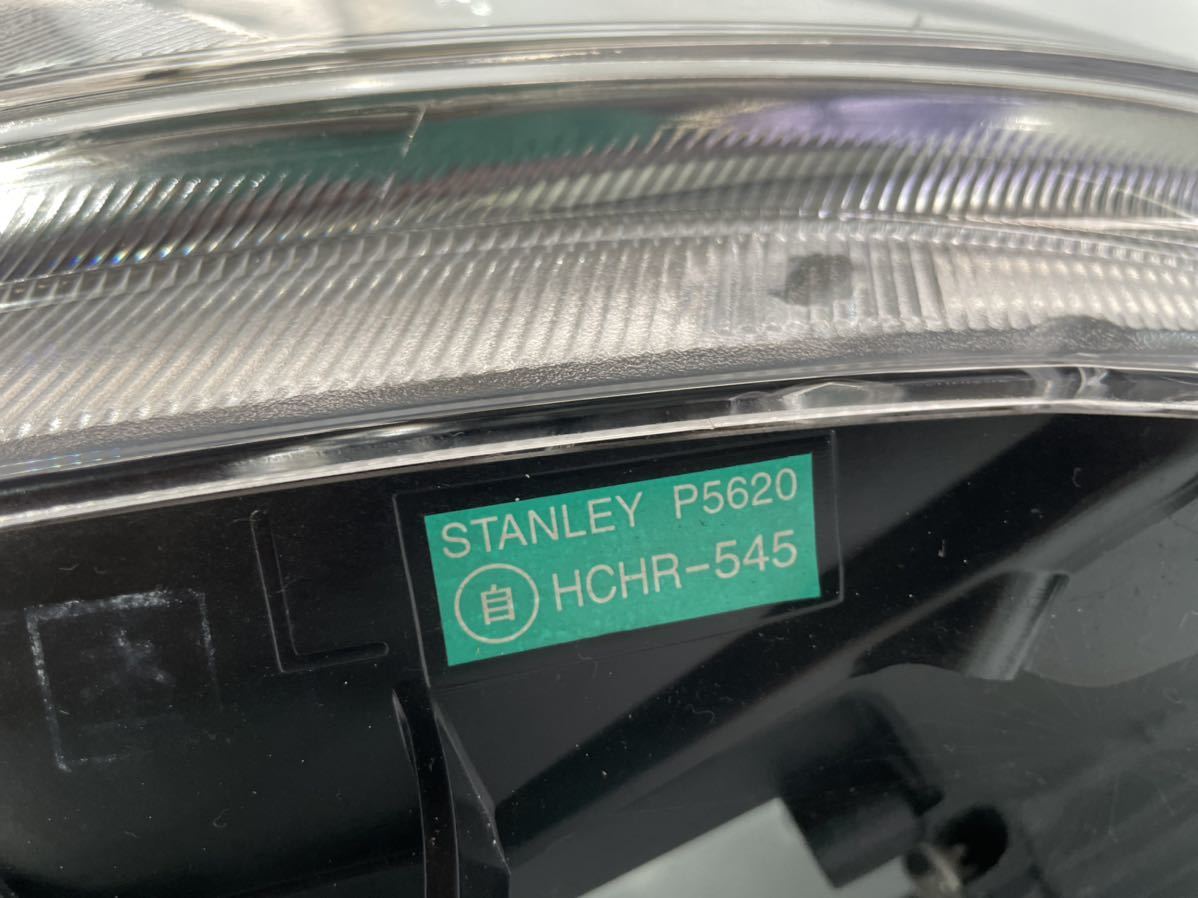 L
STANLEY P5620
自 HCHR-545